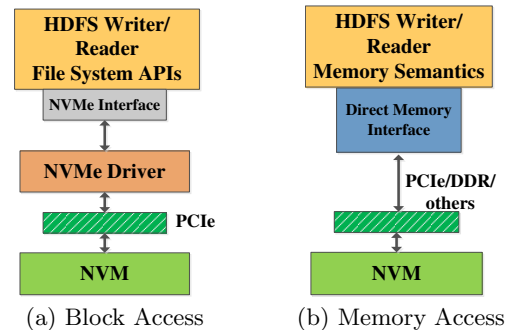 HDFS Writer/
Reader
File System APIs
NVMe Interface
NVMe Driver
PCIe
NVM
(a) Block Access
HDFS Writer/
Reader
Memory Semantics
Direct Memory
Interface
PCIe/DDR/
others
NVM
(b) Memory Access